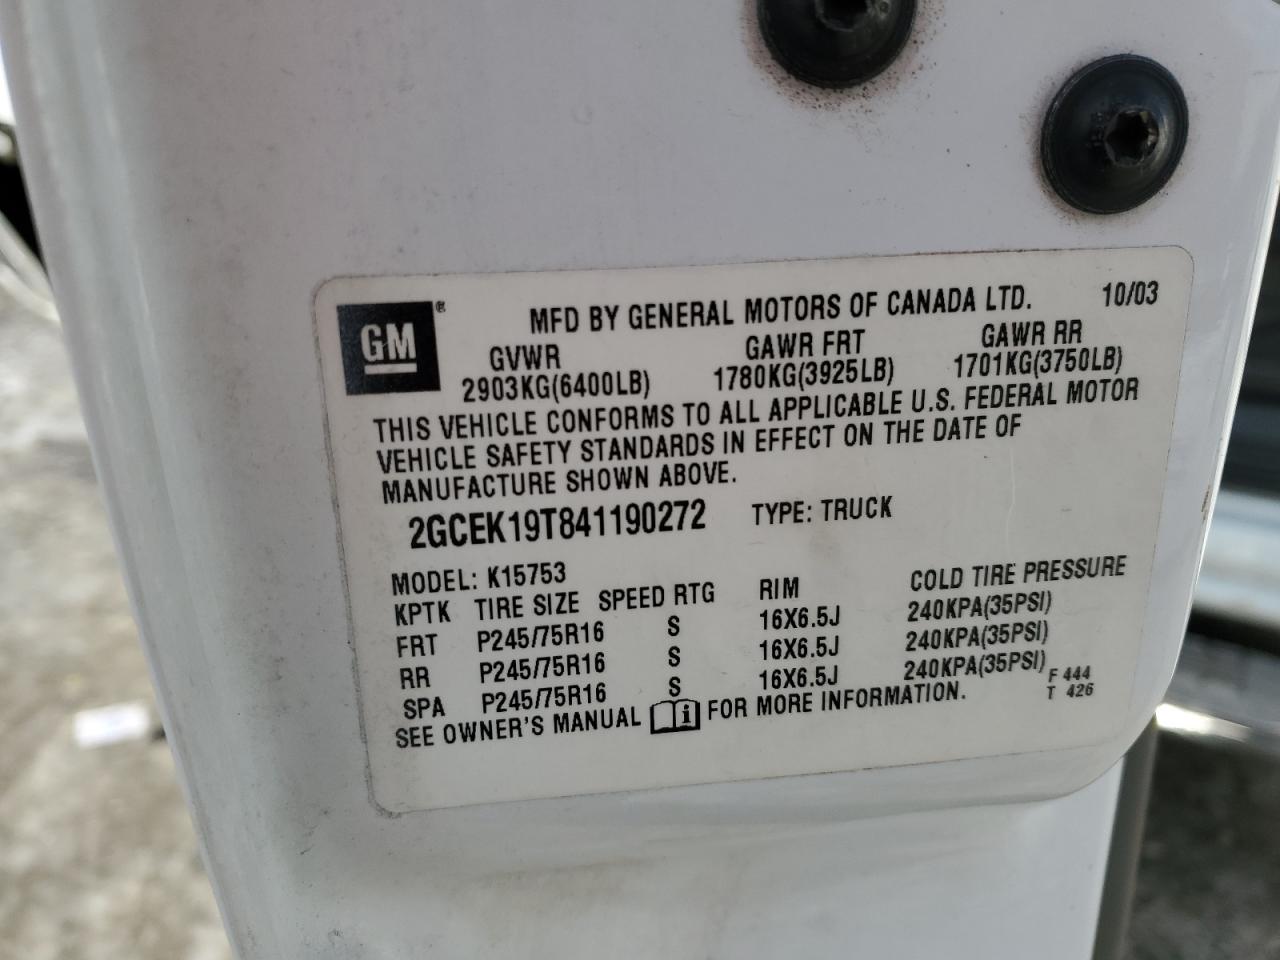 GM®
MFD BY GENERAL MOTORS OF CANADA LTD. 10/03
GVWR GAWR FRT GAWR RR
2903KG(6400LB) 1780KG(3925LB) 1701KG(3750LB)
THIS VEHICLE CONFORMS TO ALL APPLICABLE U.S. FEDERAL MOTOR
VEHICLE SAFETY STANDARDS IN EFFECT ON THE DATE OF
MANUFACTURE SHOWN ABOVE.
2GCEK19T841190272 TYPE: TRUCK
MODEL: K15753
KPTK TIRE SIZE SPEED RTG RIM COLD TIRE PRESSURE
FRT P245/75R16 S 16X6.5J 240KPA(35PSI)
RR P245/75R16 S 16X6.5J 240KPA(35PSI)
SPA P245/75R16 S 16X6.5J 240KPA(35PSI)
SEE OWNER'S MANUAL i FOR MORE INFORMATION.
F 444
T 426